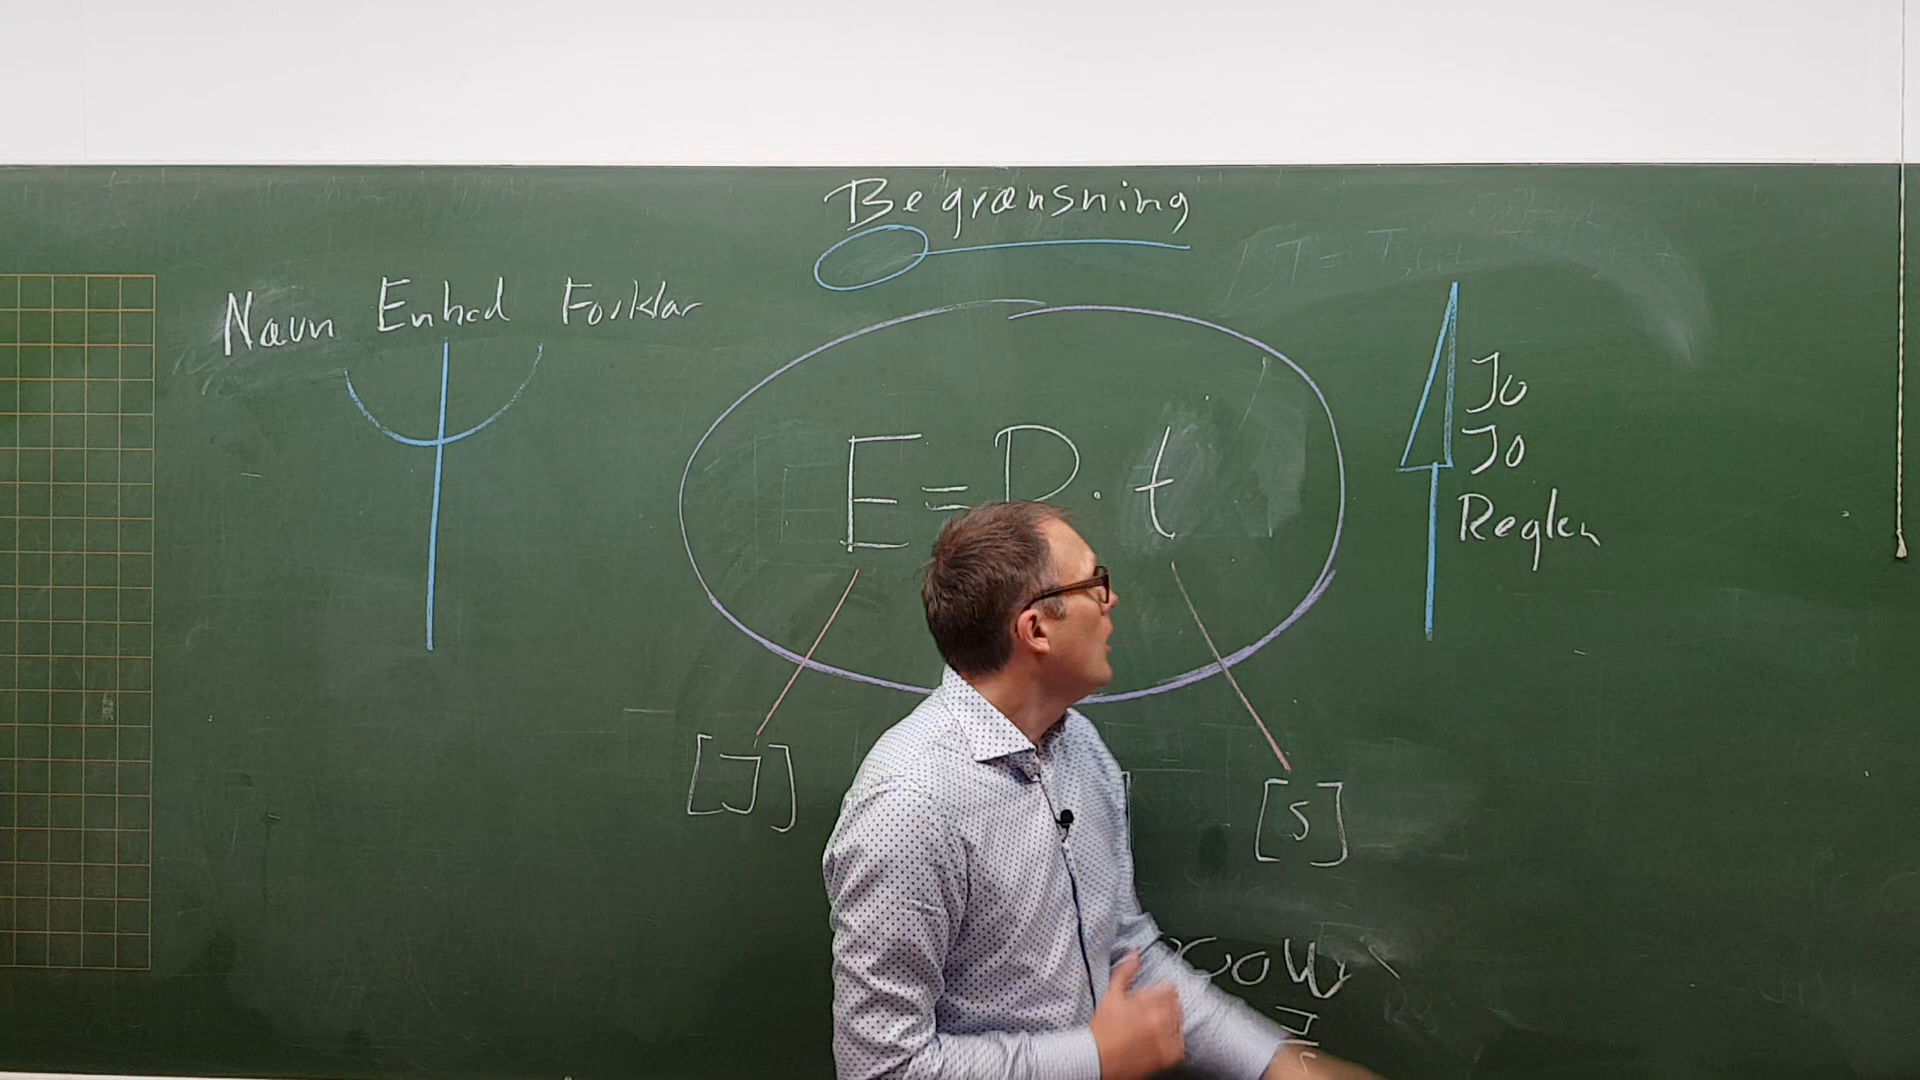 Begrænsning
Navn Enhed Forklar
E = P · t
Jo
Jo
Reglen
[J]
[s]